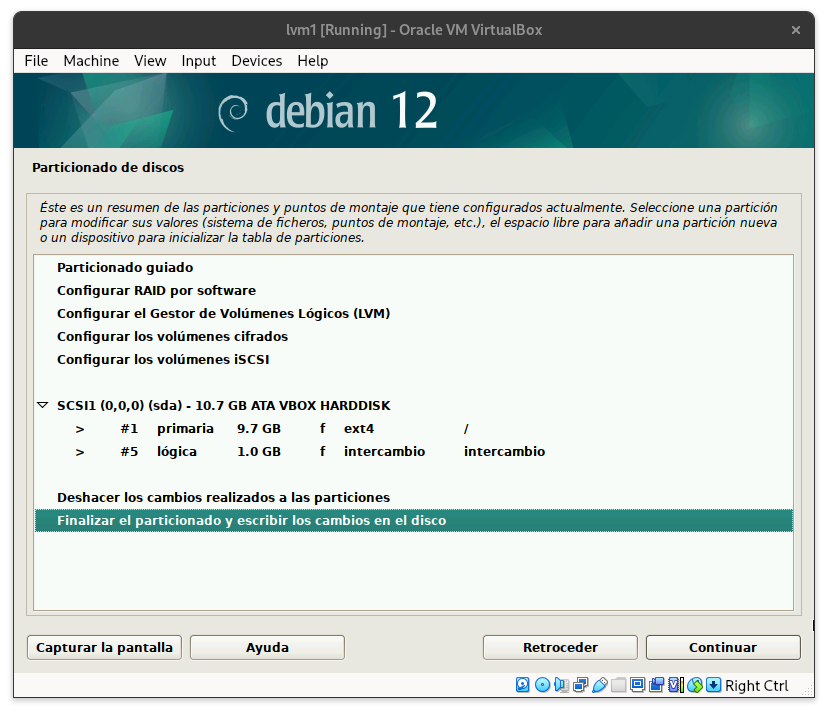 lvm1 [Running] - Oracle VM VirtualBox
File Machine View Input Devices Help
debian 12
Particionado de discos
Éste es un resumen de las particiones y puntos de montaje que tiene configurados actualmente. Seleccione una partición
para modificar sus valores (sistema de ficheros, puntos de montaje, etc.), el espacio libre para añadir una partición nueva
o un dispositivo para inicializar la tabla de particiones.
Particionado guiado
Configurar RAID por software
Configurar el Gestor de Volúmenes Lógicos (LVM)
Configurar los volúmenes cifrados
Configurar los volúmenes iSCSI
SCSI1 (0,0,0) (sda) - 10.7 GB ATA VBOX HARDDISK
> #1 primaria 9.7 GB f ext4 /
> #5 lógica 1.0 GB f intercambio intercambio
Deshacer los cambios realizados a las particiones
Finalizar el particionado y escribir los cambios en el disco
Capturar la pantalla Ayuda Retroceder Continuar
Right Ctrl